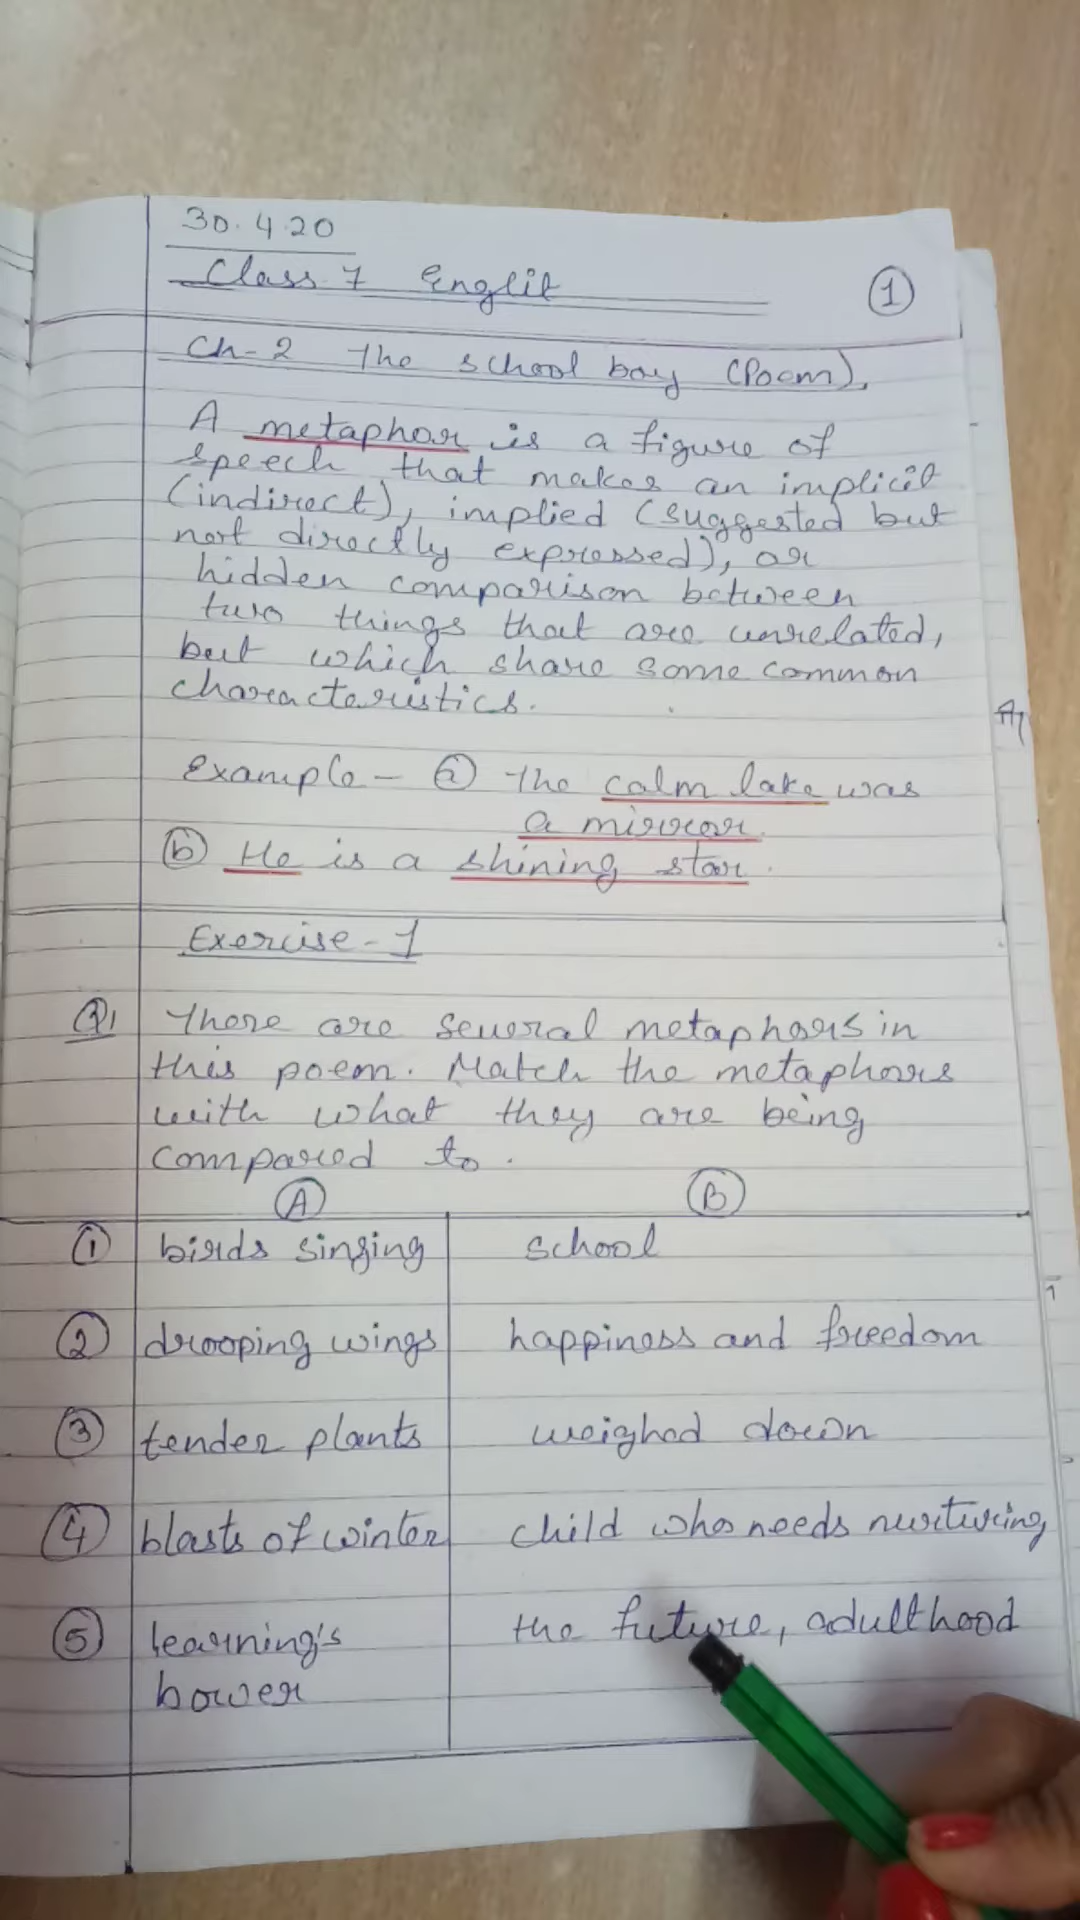 30.4.20
Class 7 Englit
1
Ch-2 The school boy (Poem).
A metaphor is a figure of
speech that makes an implicit
(indirect), implied (suggested but
not directly expressed), or
hidden comparison between
two things that are unrelated,
but which share some common
characteristics.
Example - a The calm lake was
a mirror.
b He is a shining star.
Exercise-1
Q1 There are several metaphors in
this poem. Match the metaphors
with what they are being
compared to.
A B
1 birds singing school
2 drooping wings happiness and freedom
3 tender plants weighed down
4 blasts of winter child who needs nurturing
5 learning's the future, adulthood
bower